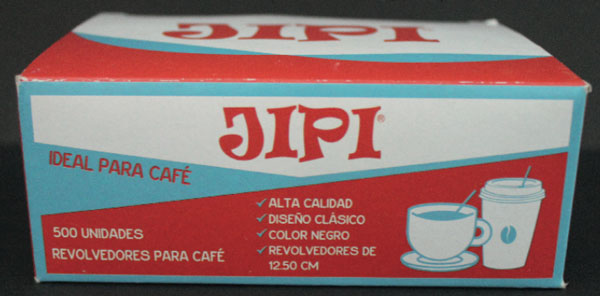 JIPI
JIPI®
IDEAL PARA CAFÉ
500 UNIDADES
REVOLVEDORES PARA CAFÉ
✓ ALTA CALIDAD
✓ DISEÑO CLÁSICO
✓ COLOR NEGRO
✓ REVOLVEDORES DE
12.50 CM